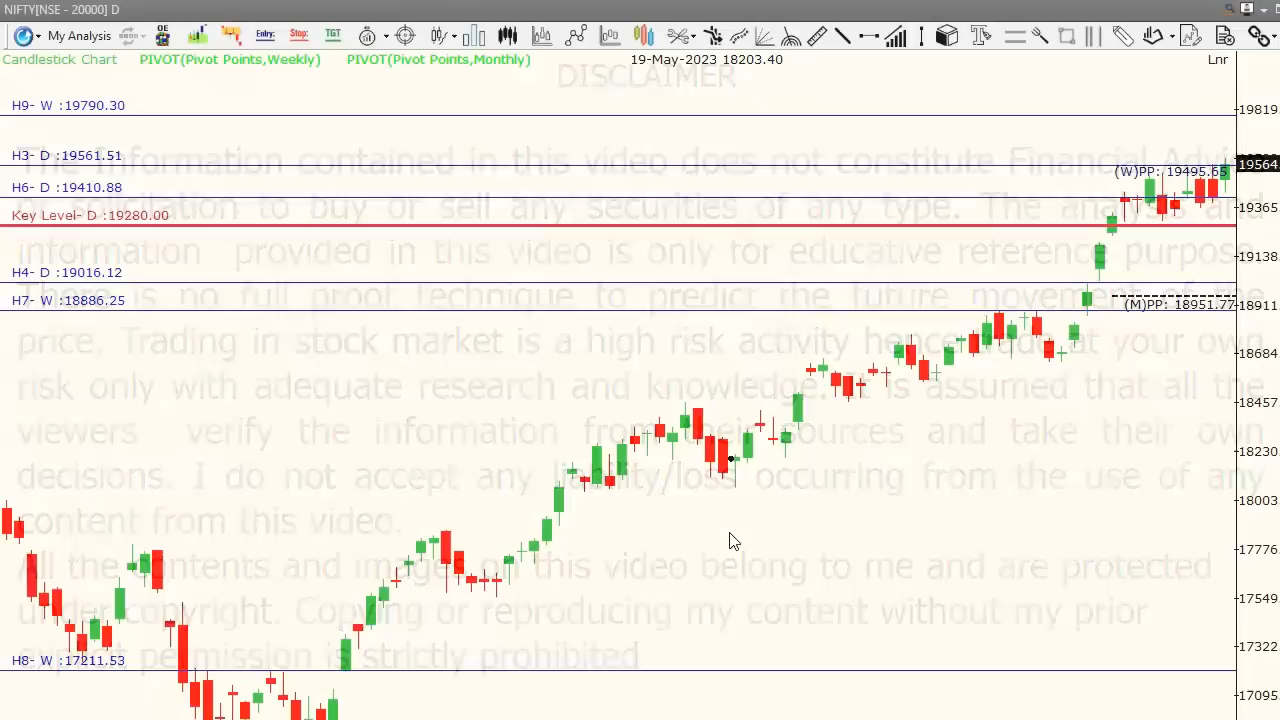 NIFTY[NSE - 20000] D
My Analysis
OE
Entry:
Stop:
TGT
Candlestick Chart PIVOT(Pivot Points,Weekly) PIVOT(Pivot Points,Monthly) 19-May-2023 18203.40 Lnr
DISCLAIMER
H9- W :19790.30
19819.
H3- D :19561.51
19564
The Information contained in this video does not constitute Financial
(W)PP: 19495.65
H6- D :19410.88
or solicitation to buy or sell any securities of any type. The analysis and
19365
Key Level- D :19280.00
information provided in this video is only for educative reference purpose
19138
H4- D :19016.12
There is no full proof technique to predict the future movement of the
H7- W :18886.25
(M)PP: 18951.77
18911
price. Trading in stock market is a high risk activity hence trade at your own
18684
risk and with adequate research and knowledge. It is assumed that all the
18457
viewers verify the information from their sources and take their own
18230
decisions. I do not accept any liability/loss occurring from the use of any
18003
content from this video.
17776
All the contents and images in this video belong to me and are protected
17549
under copyright. Copying or reproducing my content without my prior
17322
H8- W :17211.53
express permission is strictly prohibited
17095